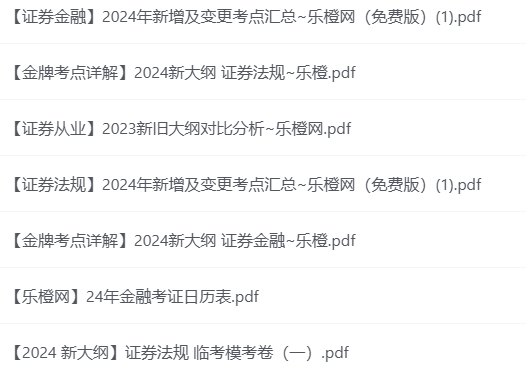 【证券金融】2024年新增及变更考点汇总~乐橙网（免费版）(1).pdf
【金牌考点详解】2024新大纲 证券法规~乐橙.pdf
【证券从业】2023新旧大纲对比分析~乐橙网.pdf
【证券法规】2024年新增及变更考点汇总~乐橙网（免费版）(1).pdf
【金牌考点详解】2024新大纲 证券金融~乐橙.pdf
【乐橙网】24年金融考证日历表.pdf
【2024 新大纲】证券法规 临考模考卷（一）.pdf